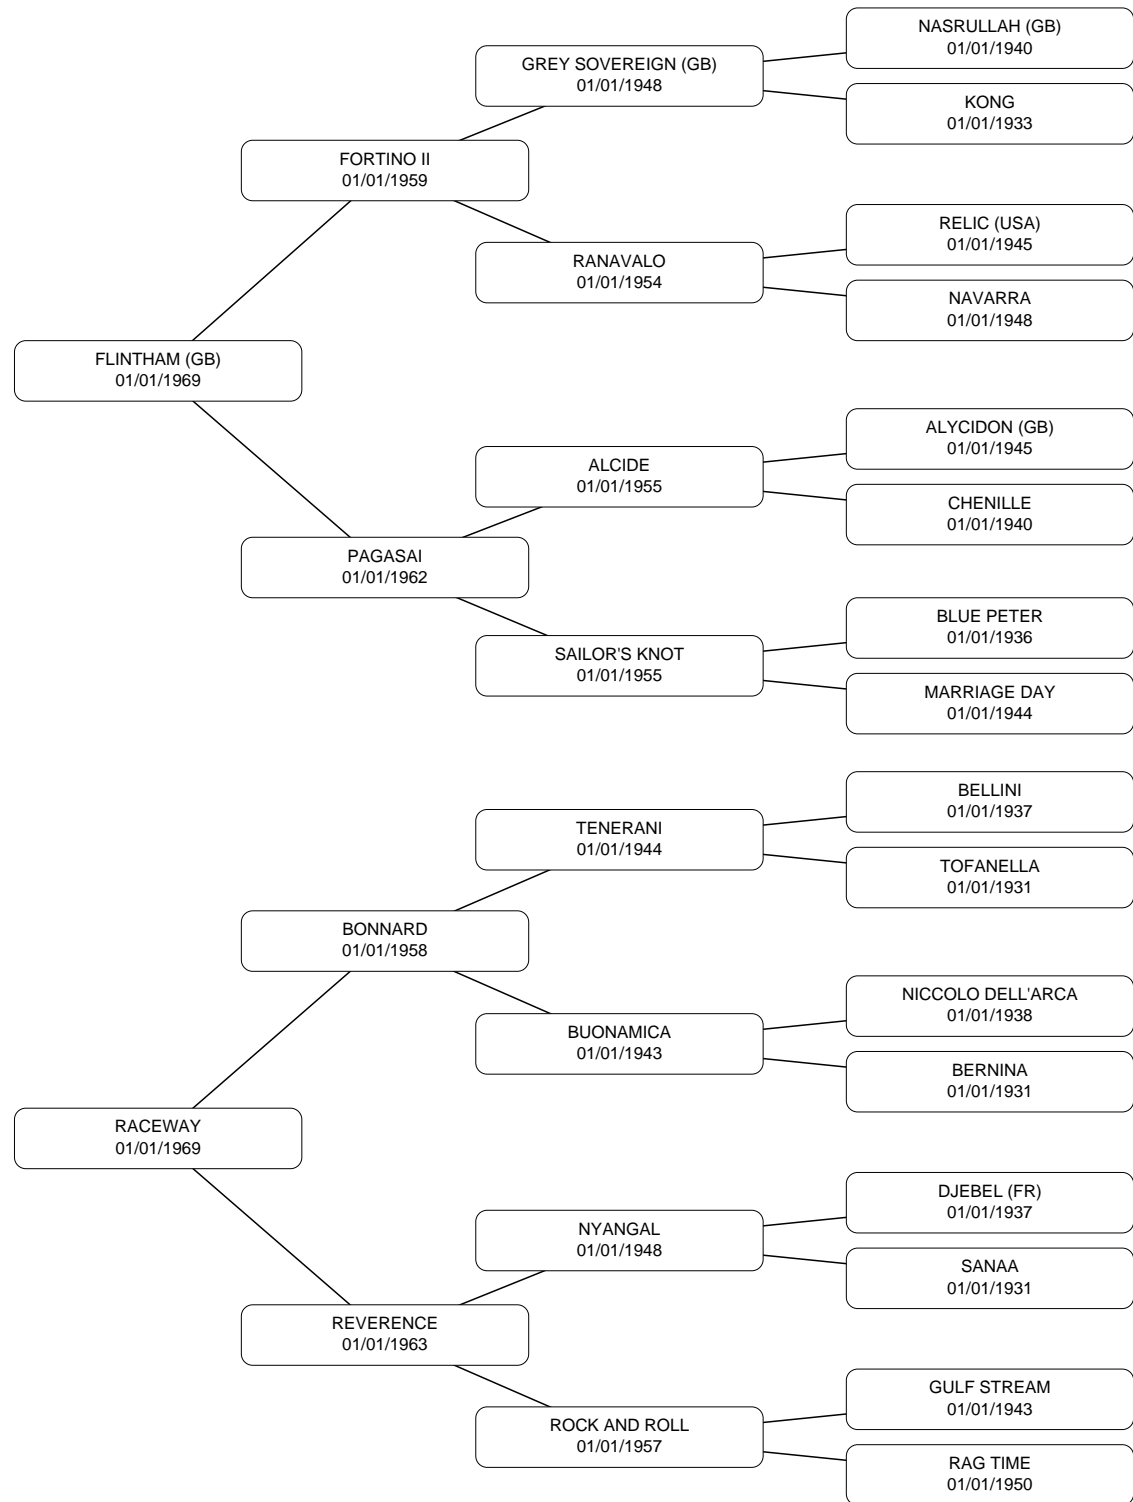 NASRULLAH (GB)
01/01/1940
GREY SOVEREIGN (GB)
01/01/1948
KONG
01/01/1933
FORTINO II
01/01/1959
RELIC (USA)
01/01/1945
RANAVALO
01/01/1954
NAVARRA
01/01/1948
FLINTHAM (GB)
01/01/1969
ALYCIDON (GB)
01/01/1945
ALCIDE
01/01/1955
CHENILLE
01/01/1940
PAGASAI
01/01/1962
BLUE PETER
01/01/1936
SAILOR'S KNOT
01/01/1955
MARRIAGE DAY
01/01/1944
BELLINI
01/01/1937
TENERANI
01/01/1944
TOFANELLA
01/01/1931
BONNARD
01/01/1958
NICCOLO DELL'ARCA
01/01/1938
BUONAMICA
01/01/1943
BERNINA
01/01/1931
RACEWAY
01/01/1969
DJEBEL (FR)
01/01/1937
NYANGAL
01/01/1948
SANAA
01/01/1931
REVERENCE
01/01/1963
GULF STREAM
01/01/1943
ROCK AND ROLL
01/01/1957
RAG TIME
01/01/1950